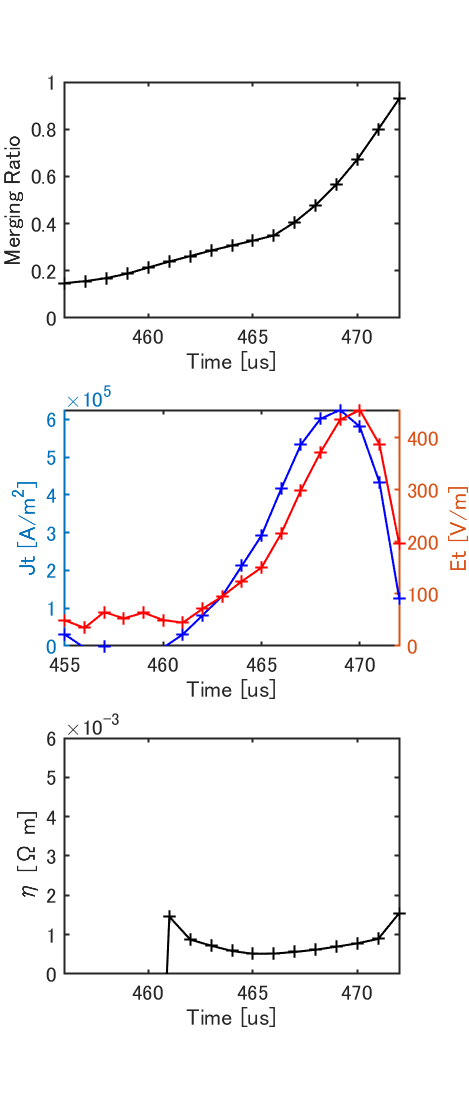 1
0.8
0.6
0.4
0.2
0
Merging Ratio
460 465 470
Time [us]
×10^5
6
5
4
3
2
1
0
Jt [A/m^2]
400
300
200
100
0
Et [V/m]
455 460 465 470
Time [us]
×10^-3
6
5
4
3
2
1
0
η [Ω m]
460 465 470
Time [us]